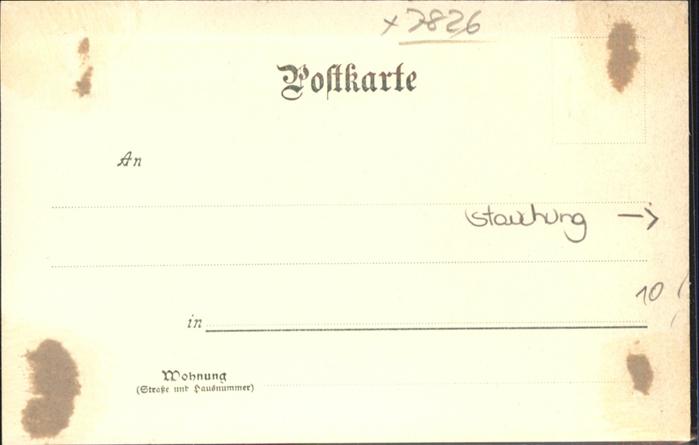 x 7826
Postkarte
An
Stauchung →
10
in
Wohnung
(Straße und Hausnummer)